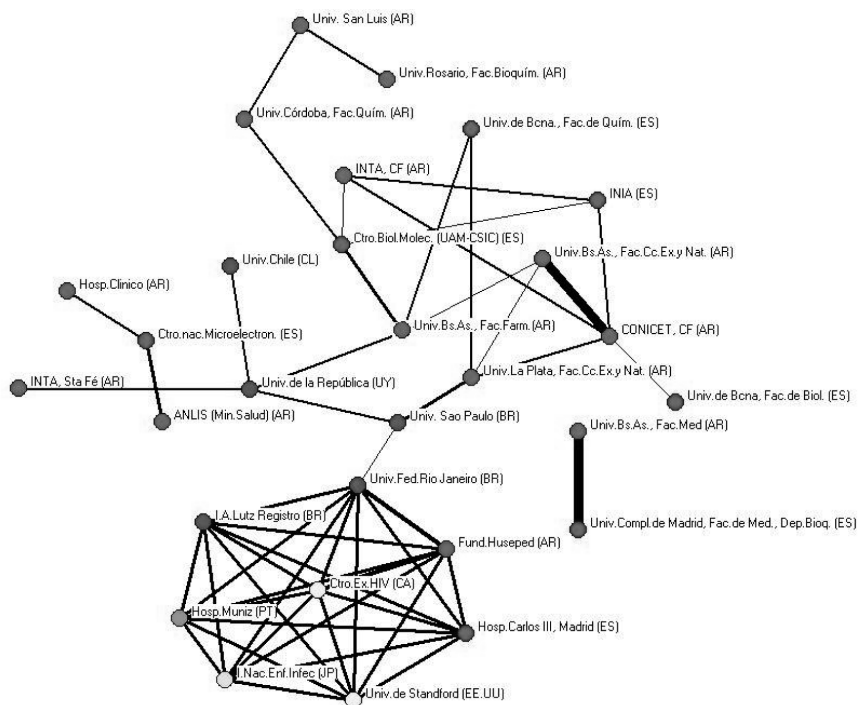 Univ. San Luis (AR)
Univ.Rosario, Fac.Bioquím. (AR)
Univ.Córdoba, Fac.Quím. (AR)
Univ.de Bcna., Fac.de Quím. (ES)
INTA, CF (AR)
INIA (ES)
Ctro.Biol.Molec. (UAM-CSIC) (ES)
Univ.Bs.As., Fac.Cc.Ex.y Nat. (AR)
Univ.Chile (CL)
Hosp.Clinico (AR)
Univ.Bs.As., Fac.Farm. (AR)
CONICET, CF (AR)
Ctro.nac.Microelectron. (ES)
Univ.La Plata, Fac.Cc.Ex.y Nat. (AR)
INTA, Sta Fé (AR)
Univ.de la República (UY)
Univ.de Bcna, Fac.de Biol. (ES)
ANLIS (Min.Salud) (AR)
Univ. Sao Paulo (BR)
Univ.Bs.As., Fac.Med (AR)
Univ.Fed.Rio Janeiro (BR)
I.A.Lutz Registro (BR)
Univ.Compl.de Madrid, Fac.de Med., Dep.Bioq. (ES)
Fund.Huseped (AR)
Ctro.Ex.HIV (CA)
Hosp.Muniz (PT)
Hosp.Carlos III, Madrid (ES)
I.Nac.Enf.Infec (JP)
Univ.de Standford (EE.UU)